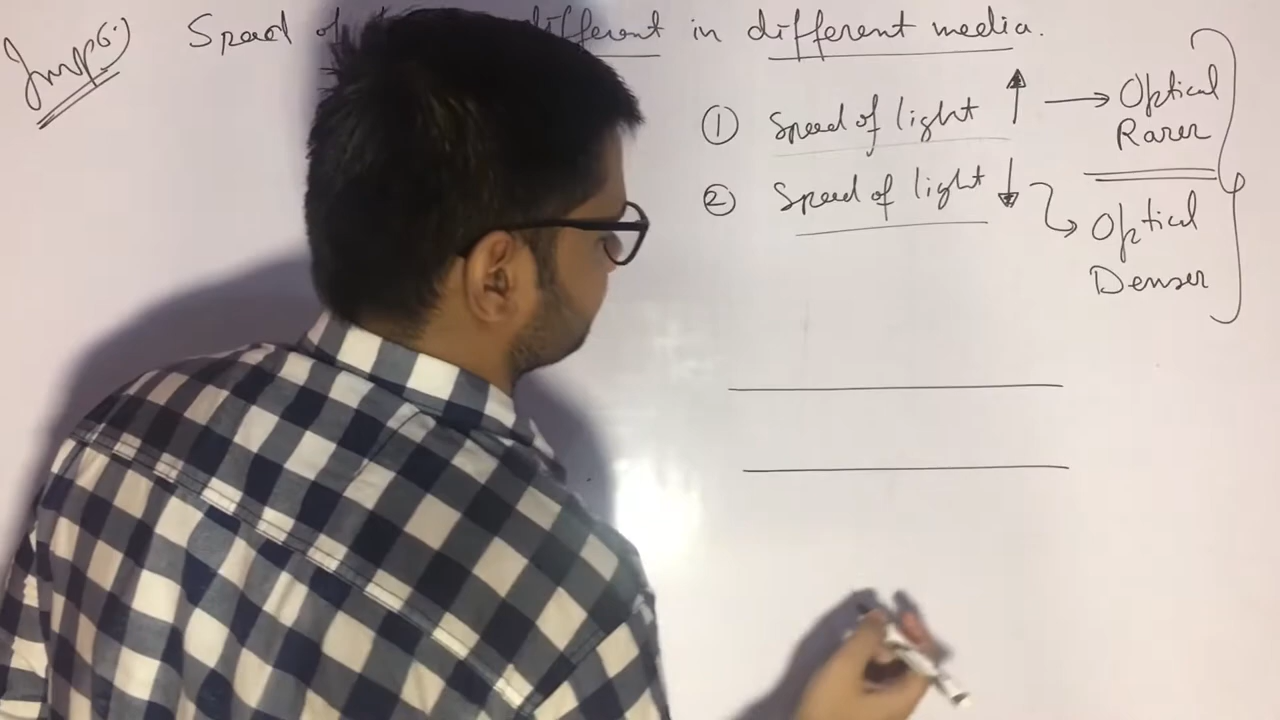 Imp(6:)
Speed of different in different media.
① Speed of light ↑ → Optical
Rarer
② Speed of light ↓ → Optical
Denser